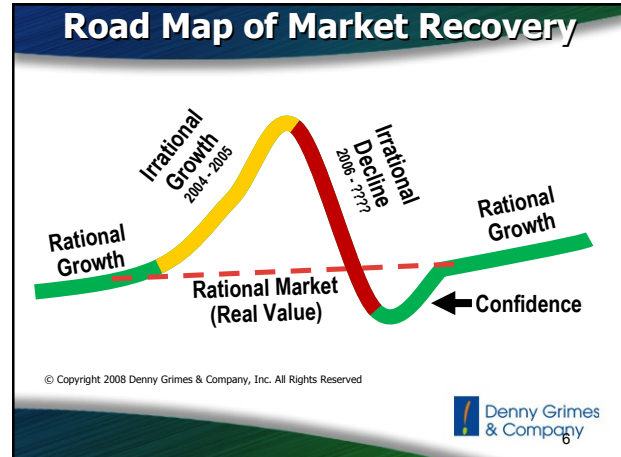 Road Map of Market Recovery
Irrational
Growth
2004 - 2005
Irrational
Decline
2006 - ????
Rational
Growth
Rational
Growth
Rational Market
(Real Value)
Confidence
© Copyright 2008 Denny Grimes & Company, Inc. All Rights Reserved
Denny Grimes
& Company
6